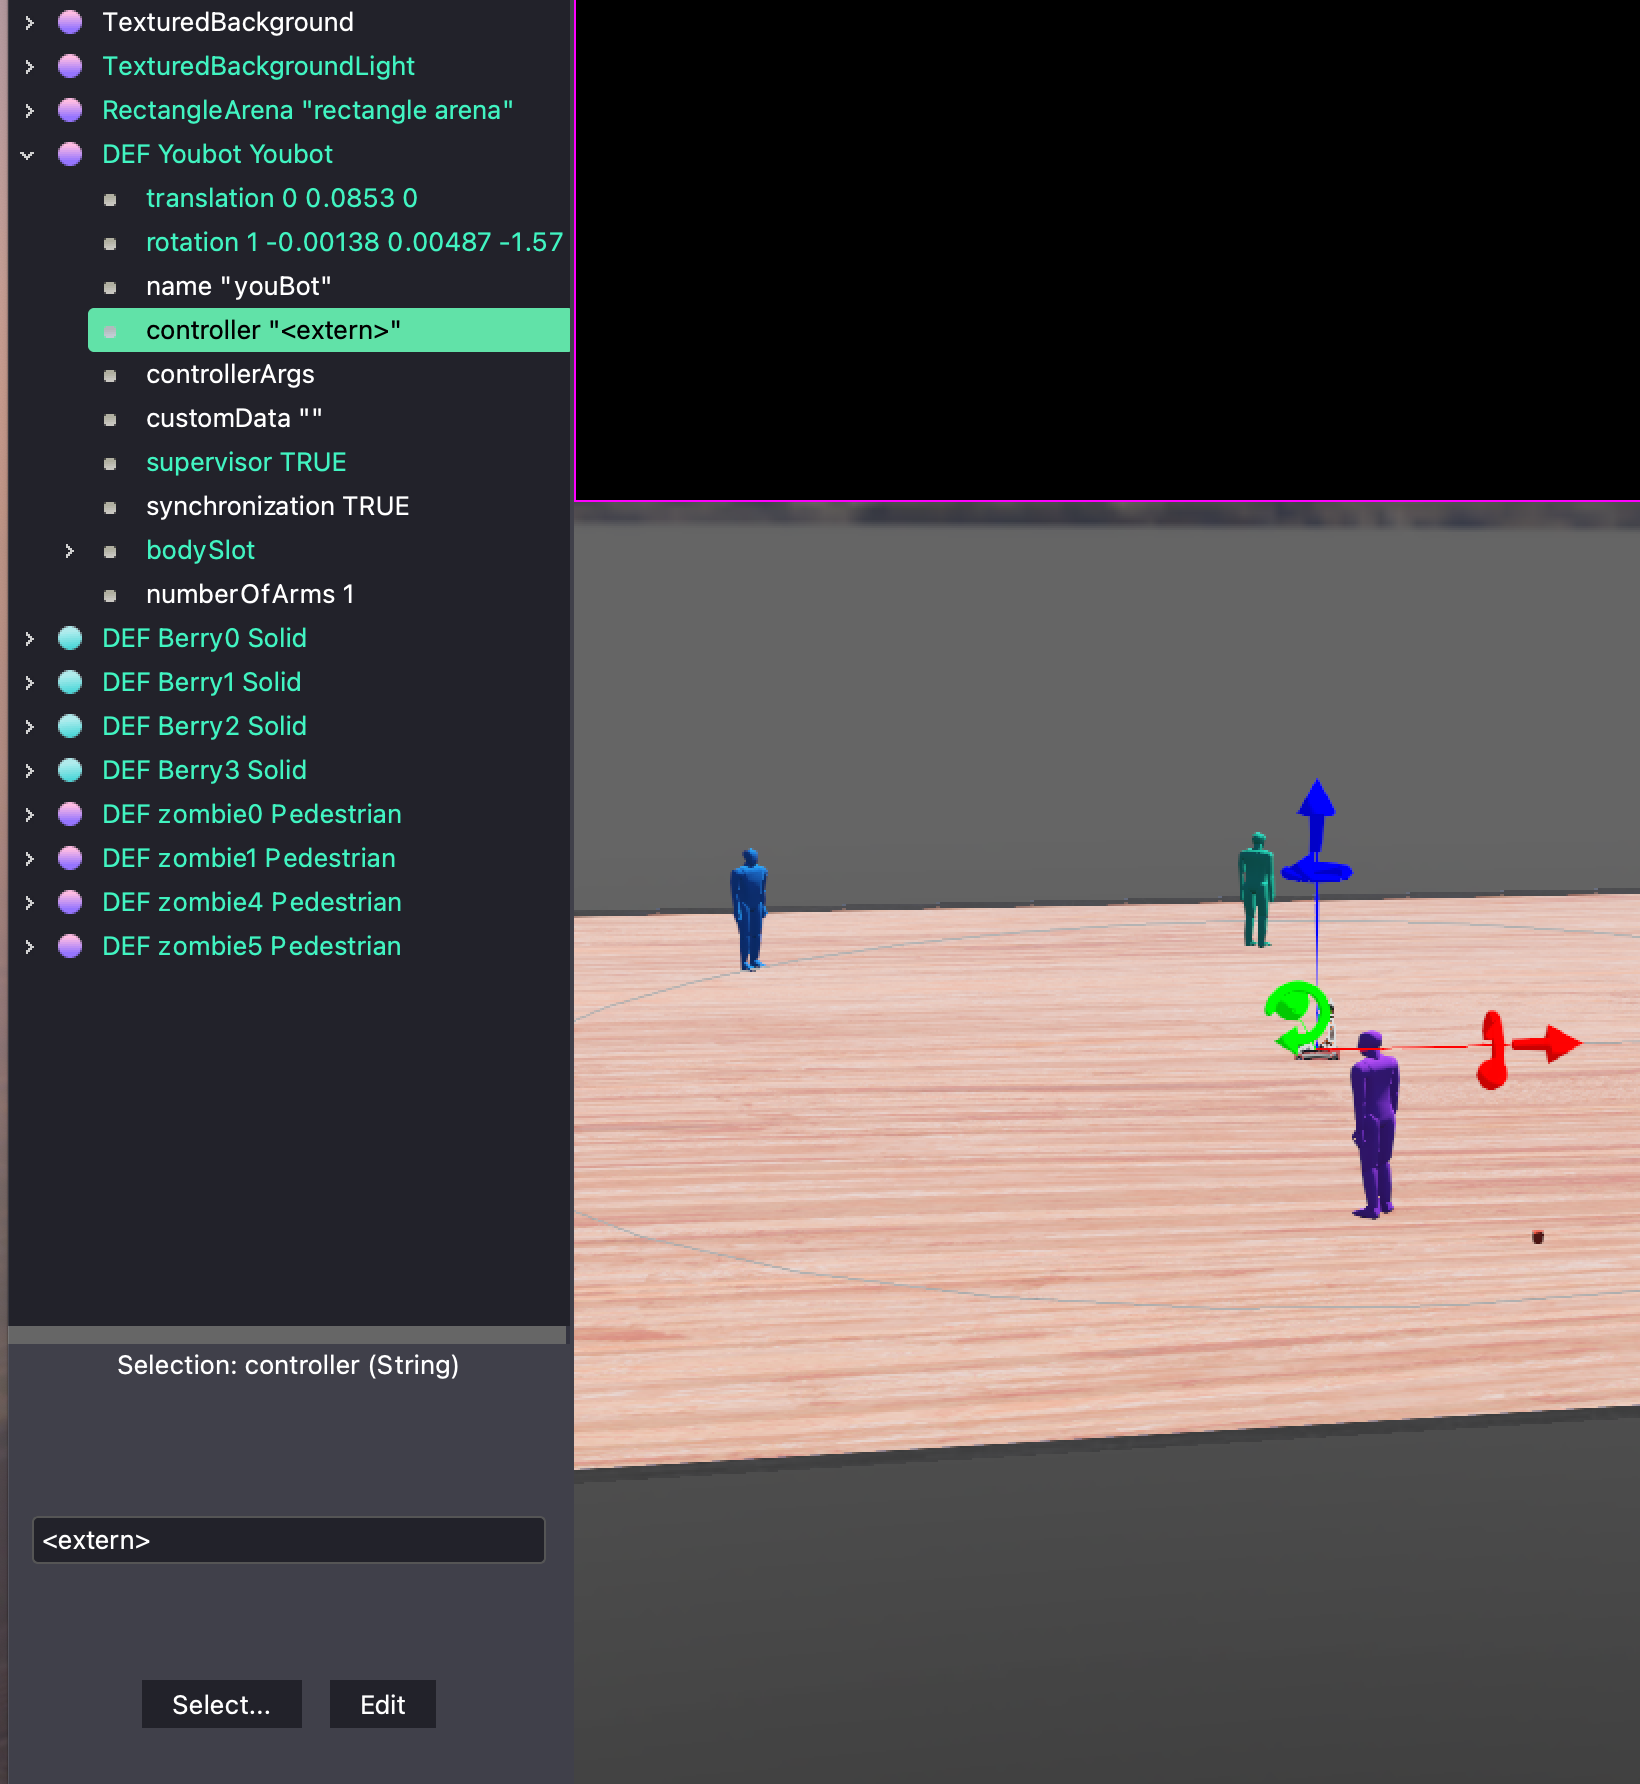 TexturedBackground
TexturedBackgroundLight
RectangleArena "rectangle arena"
DEF Youbot Youbot
translation 0 0.0853 0
rotation 1 -0.00138 0.00487 -1.57
name "youBot"
controller "<extern>"
controllerArgs
customData ""
supervisor TRUE
synchronization TRUE
bodySlot
numberOfArms 1
DEF Berry0 Solid
DEF Berry1 Solid
DEF Berry2 Solid
DEF Berry3 Solid
DEF zombie0 Pedestrian
DEF zombie1 Pedestrian
DEF zombie4 Pedestrian
DEF zombie5 Pedestrian
Selection: controller (String)
<extern>
Select... Edit